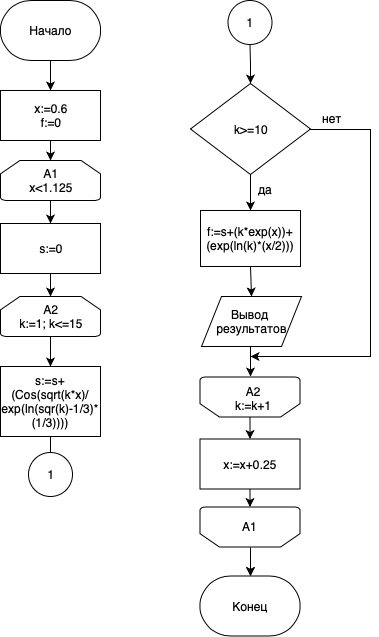 Начало
x:=0.6
f:=0
A1
x<1.125
s:=0
A2
k:=1; k<=15
s:=s+
(Cos(sqrt(k*x)/
exp(ln(sqr(k)-1/3)*
(1/3))))
1
1
k>=10
нет
да
f:=s+(k*exp(x))+
(exp(ln(k)*(x/2)))
Вывод
результатов
A2
k:=k+1
x:=x+0.25
A1
Конец